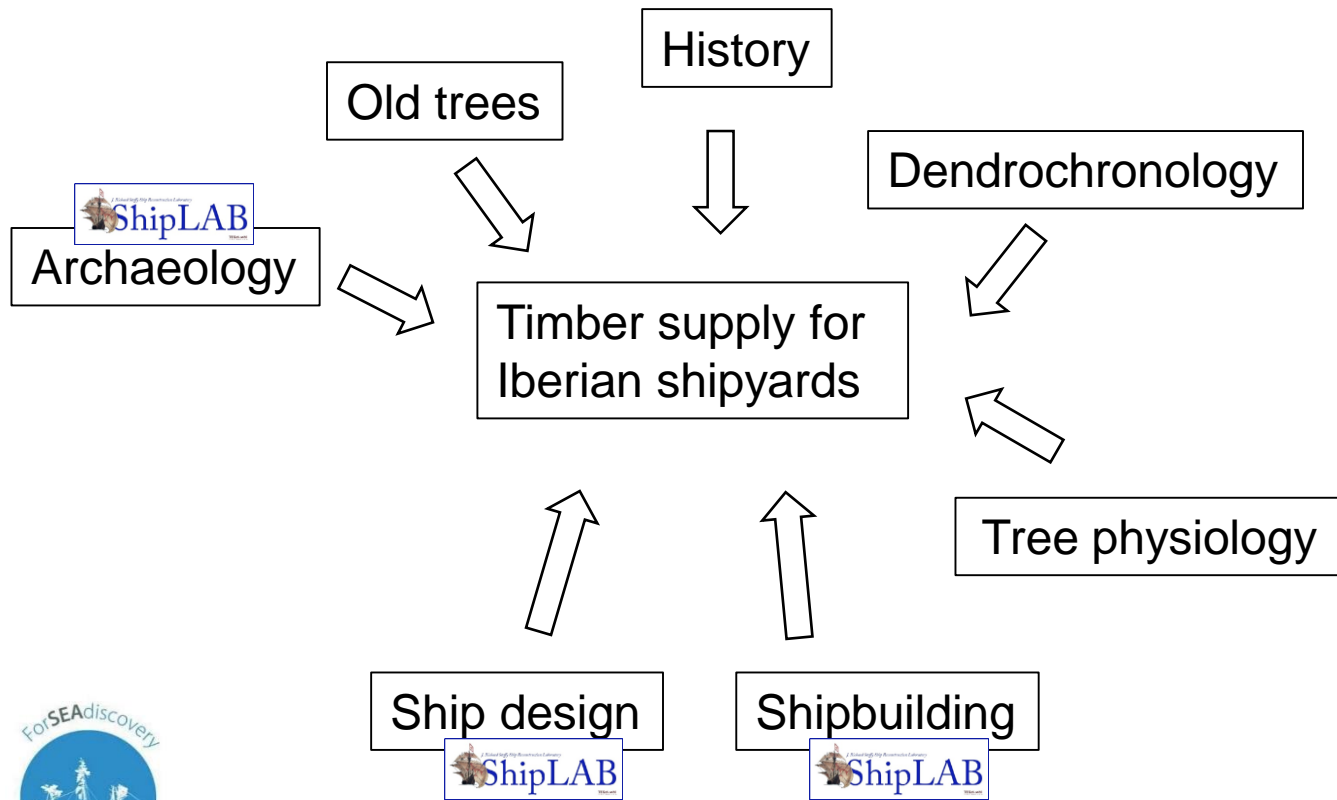 History
Old trees
Dendrochronology
ShipLAB
Archaeology
Timber supply for
Iberian shipyards
Tree physiology
Ship design
Shipbuilding
ShipLAB
ShipLAB
ForSEAdiscovery